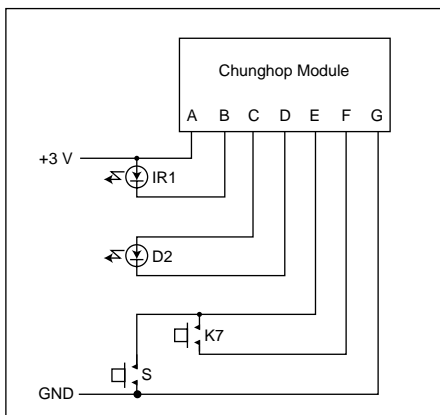 Chunghop Module
A B C D E F G
+3 V
IR1
D2
K7
S
GND